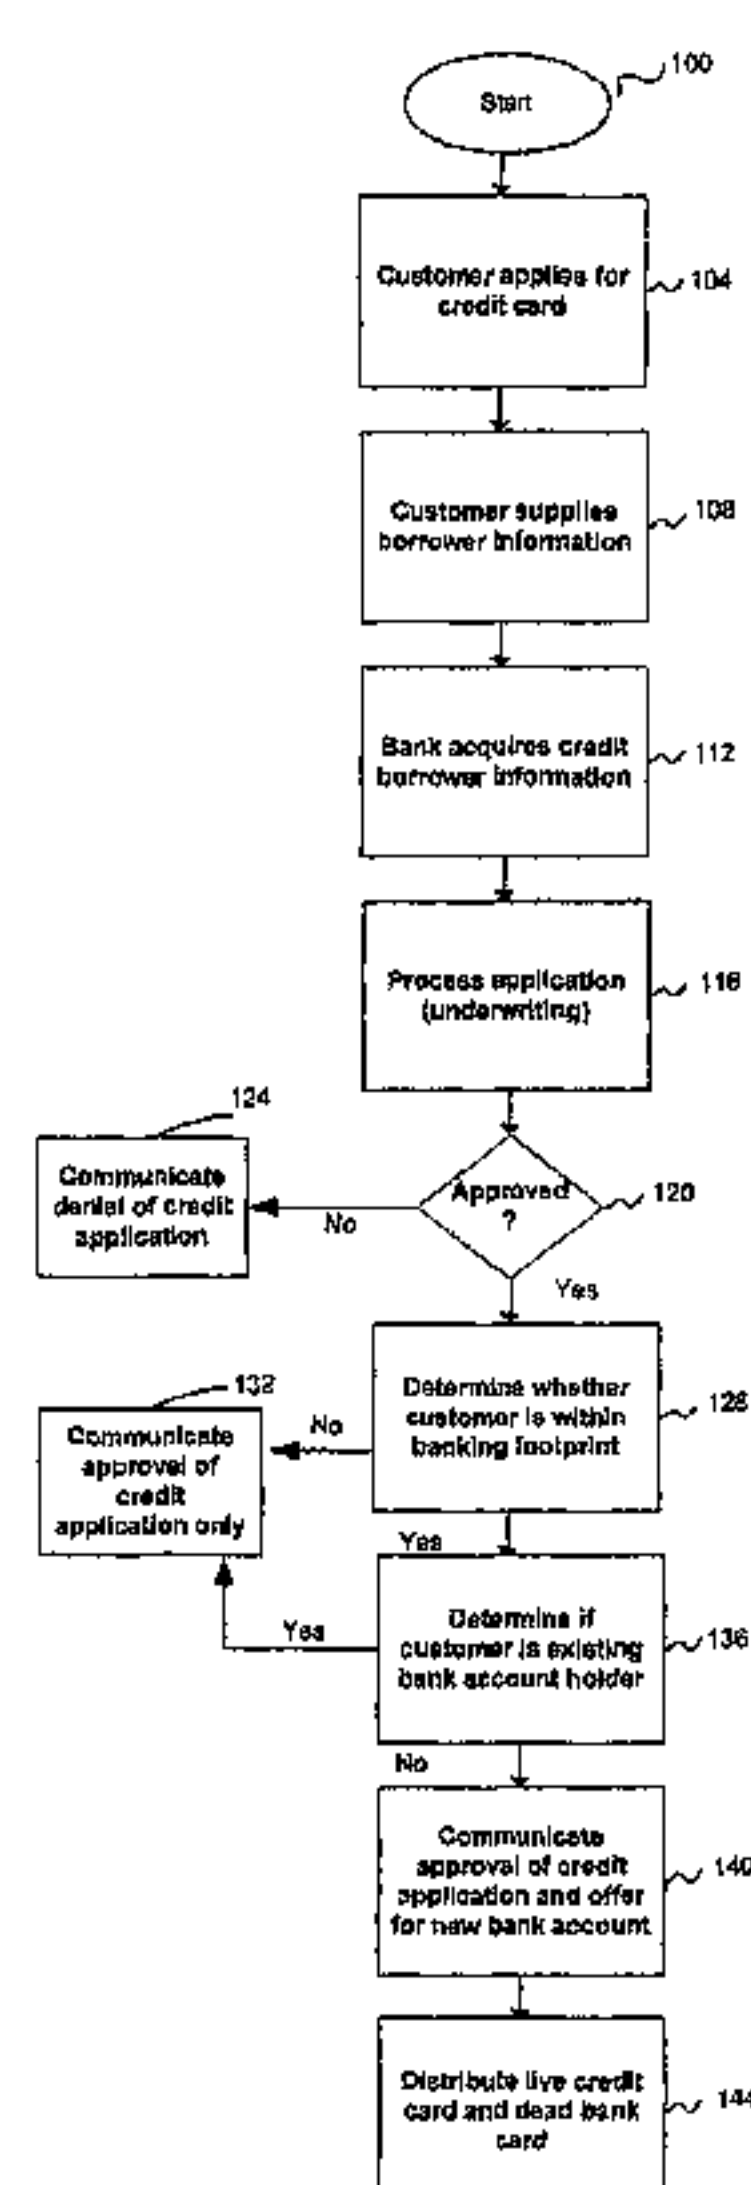 100
Start
Customer applies for
credit card
104
Customer supplies
borrower information
108
Bank acquires credit
borrower information
112
Process application
(underwriting)
116
124
Communicate
denial of credit
application
No
Approved
?
120
Yes
132
Communicate
approval of
credit
application only
No
Determine whether
customer is within
banking footprint
128
Yes
Yes
Determine if
customer is existing
bank account holder
136
No
Communicate
approval of credit
application and offer
for new bank account
140
Distribute live credit
card and dead bank
card
144